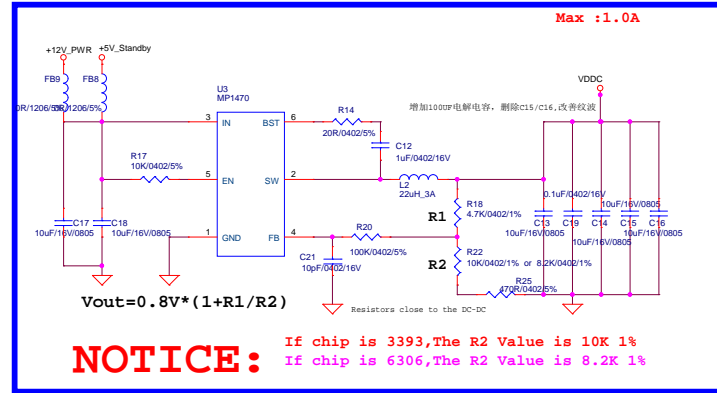 Max :1.0A
+12V_PWR
+5V_Standby
FB9
FB8
0R/1206/5%
0R/1206/5%
U3
MP1470
3 IN
BST 6
5 EN
SW 2
1 GND
FB 4
R14
20R/0402/5%
C12
1uF/0402/16V
增加100UF电解电容，删除C15/C16,改善纹波
VDDC
R17
10K/0402/5%
L2
22uH_3A
C17
10uF/16V/0805
C18
10uF/16V/0805
R1
R18
4.7K/0402/1%
0.1uF/0402/16V
10uF/16V/0805
C13
C19
C14
C15
C16
10uF/16V/0805
10uF/16V/0805
10uF/16V/0805
R20
100K/0402/5%
C21
10pF/0402/16V
R2
R22
10K/0402/1% or 8.2K/0402/1%
R25
470R/0402/5%
Vout=0.8V*(1+R1/R2)
Resistors close to the DC-DC
NOTICE:
If chip is 3393,The R2 Value is 10K 1%
If chip is 6306,The R2 Value is 8.2K 1%